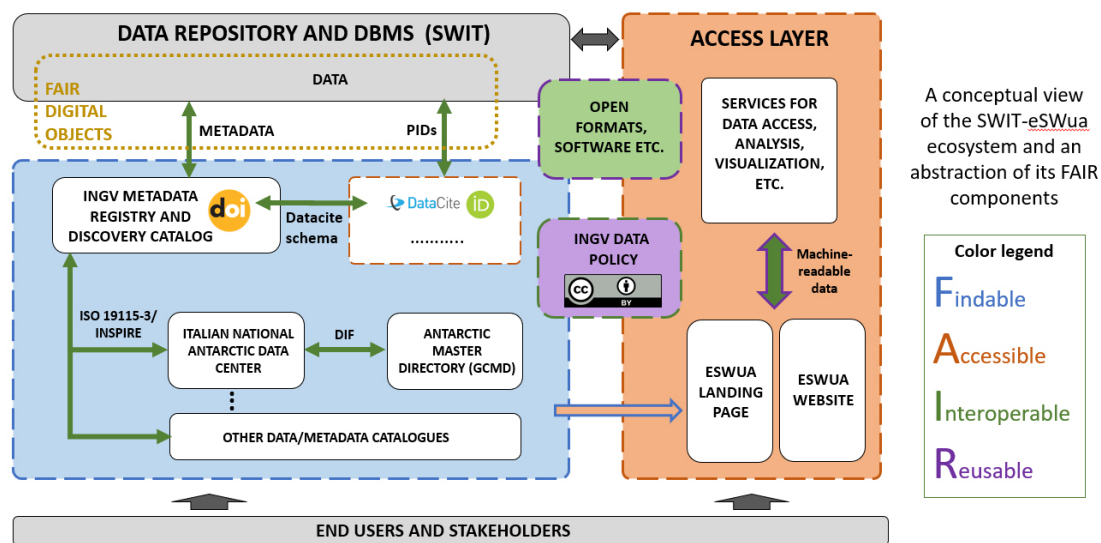 DATA REPOSITORY AND DBMS (SWIT)
DATA
FAIR
DIGITAL
OBJECTS
METADATA
PIDs
ACCESS LAYER
OPEN
FORMATS,
SOFTWARE ETC.
SERVICES FOR
DATA ACCESS,
ANALYSIS,
VISUALIZATION,
ETC.
INGV METADATA
REGISTRY AND
DISCOVERY CATALOG
doi
Datacite
schema
DataCite
iD
...........
INGV DATA
POLICY
cc
BY
Machine-
readable
data
ISO 19115-3/
INSPIRE
ITALIAN NATIONAL
ANTARCTIC DATA
CENTER
DIF
ANTARCTIC
MASTER
DIRECTORY (GCMD)
OTHER DATA/METADATA CATALOGUES
ESWUA
LANDING
PAGE
ESWUA
WEBSITE
END USERS AND STAKEHOLDERS
A conceptual view
of the SWIT-eSWua
ecosystem and an
abstraction of its FAIR
components
Color legend
Findable
Accessible
Interoperable
Reusable